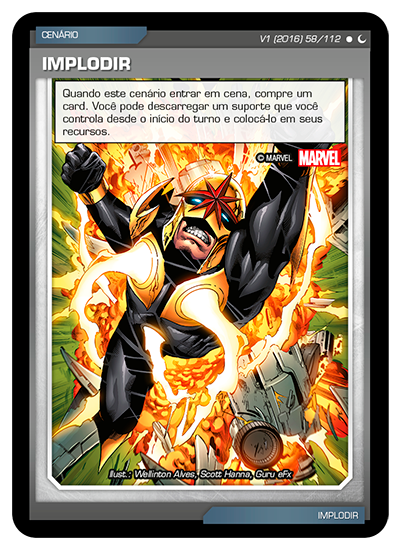 CENÁRIO
V1 (2016) 58/112
IMPLODIR
Quando este cenário entrar em cena, compre um
card. Você pode descarregar um suporte que você
controla desde o início do turno e colocá-lo em seus
recursos.
© MARVEL MARVEL
Illust.: Wellinton Alves, Scott Hanna, Guru eFx
IMPLODIR